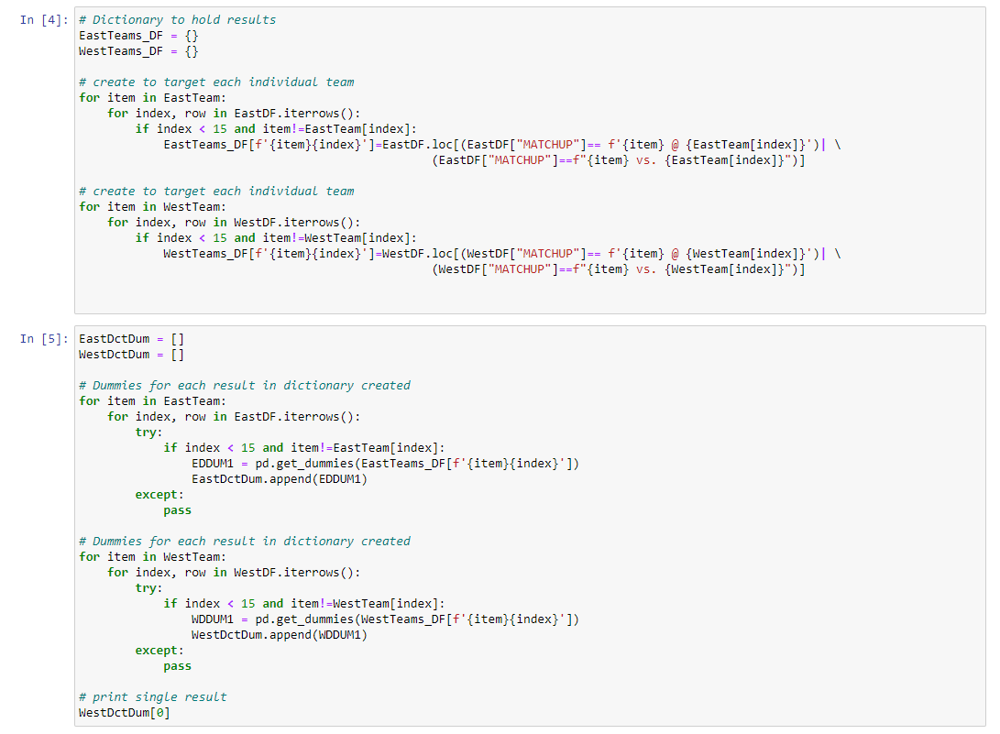 In [4]: # Dictionary to hold results
EastTeams_DF = {}
WestTeams_DF = {}
# create to target each individual team
for item in EastTeam:
for index, row in EastDF.iterrows():
if index < 15 and item!=EastTeam[index]:
EastTeams_DF[f'{item}{index}']=EastDF.loc[(EastDF["MATCHUP"]== f'{item} @ {EastTeam[index]}')| \
(EastDF["MATCHUP"]==f"{item} vs. {EastTeam[index]}")]
# create to target each individual team
for item in WestTeam:
for index, row in WestDF.iterrows():
if index < 15 and item!=WestTeam[index]:
WestTeams_DF[f'{item}{index}']=WestDF.loc[(WestDF["MATCHUP"]== f'{item} @ {WestTeam[index]}')| \
(WestDF["MATCHUP"]==f"{item} vs. {WestTeam[index]}")]
In [5]: EastDctDum = []
WestDctDum = []
# Dummies for each result in dictionary created
for item in EastTeam:
for index, row in EastDF.iterrows():
try:
if index < 15 and item!=EastTeam[index]:
EDDUM1 = pd.get_dummies(EastTeams_DF[f'{item}{index}'])
EastDctDum.append(EDDUM1)
except:
pass
# Dummies for each result in dictionary created
for item in WestTeam:
for index, row in WestDF.iterrows():
try:
if index < 15 and item!=WestTeam[index]:
WDDUM1 = pd.get_dummies(WestTeams_DF[f'{item}{index}'])
WestDctDum.append(WDDUM1)
except:
pass
# print single result
WestDctDum[0]